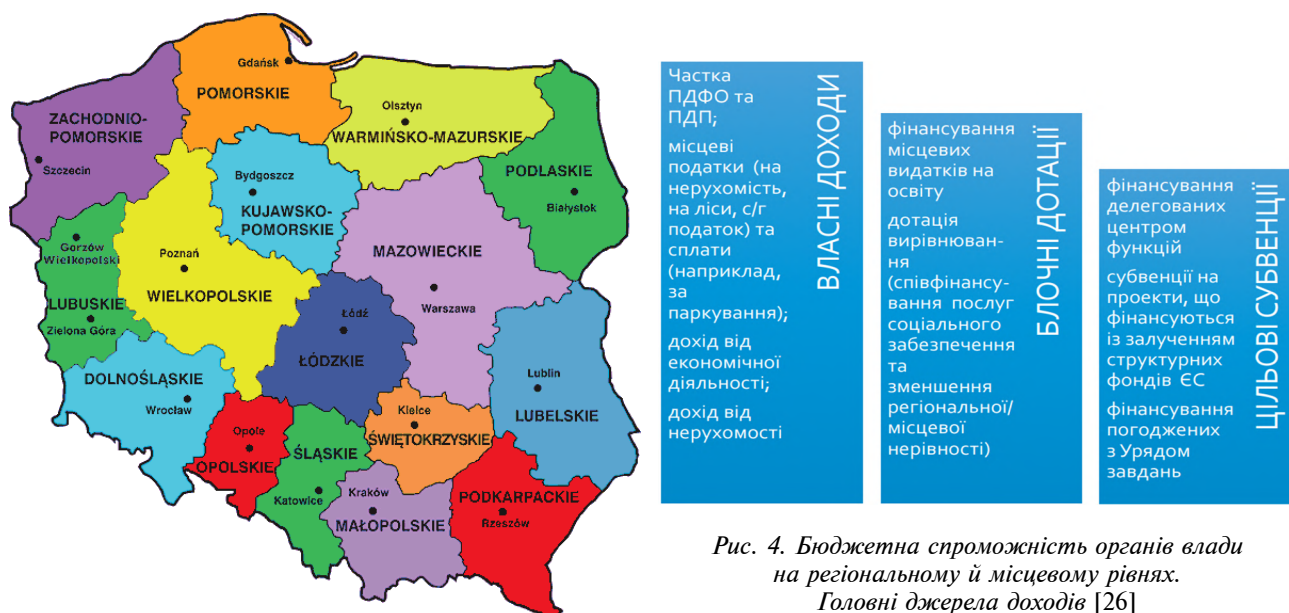 Gdańsk
POMORSKIE
ZACHODNIO-
POMORSKIE
Szczecin
Olsztyn
WARMIŃSKO-MAZURSKIE
PODLASKIE
Białystok
Bydgoszcz
KUJAWSKO-
POMORSKIE
MAZOWIECKIE
Warszawa
Gorzów
Wielkopolski
LUBUSKIE
Zielona Góra
Poznań
WIELKOPOLSKIE
Łódź
ŁÓDZKIE
DOLNOŚLĄSKIE
Wrocław
Lublin
LUBELSKIE
Opole
OPOLSKIE
ŚLĄSKIE
Katowice
Kielce
ŚWIĘTOKRZYSKIE
Kraków
MAŁOPOLSKIE
PODKARPACKIE
Rzeszów
Частка
ПДФО та
ПДП;
місцеві
податки (на
нерухомість,
на ліси, с/г
податок) та
сплати
(наприклад,
за
паркування);
дохід від
економічної
діяльності;
дохід від
нерухомості
ВЛАСНІ ДОХОДИ
фінансування
місцевих
видатків на
освіту
дотація
вирівнюван-
ня
(співфінансу-
вання послуг
соціального
забезпечення
та
зменшення
регіональної/
місцевої
нерівності)
БЛОЧНІ ДОТАЦІЇ
фінансування
делегованих
центром
функцій
субвенції на
проекти, що
фінансуються
із залученням
структурних
фондів ЄС
фінансування
погоджених
з Урядом
завдань
ЦІЛЬОВІ СУБВЕНЦІЇ
Рис. 4. Бюджетна спроможність органів влади
на регіональному й місцевому рівнях.
Головні джерела доходів [26]